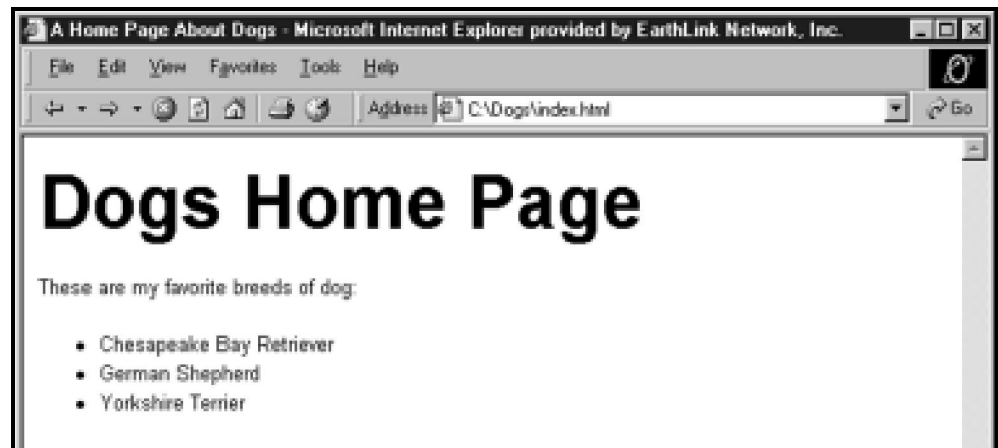 A Home Page About Dogs - Microsoft Internet Explorer provided by EarthLink Network, Inc.
File Edit View Favorites Tools Help
Address C:\Dogs\index.html Go
Dogs Home Page
These are my favorite breeds of dog:
• Chesapeake Bay Retriever
• German Shepherd
• Yorkshire Terrier